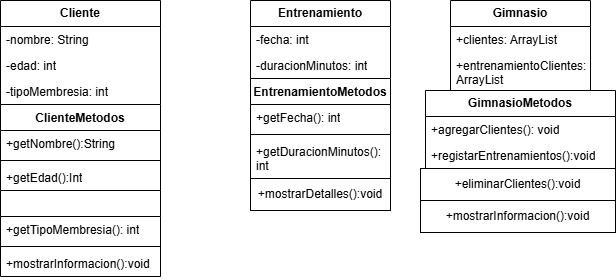 Cliente
-nombre: String
-edad: int
-tipoMembresia: int
ClienteMetodos
+getNombre():String
+getEdad():Int
+getTipoMembresia(): int
+mostrarInformacion():void
Entrenamiento
-fecha: int
-duracionMinutos: int
EntrenamientoMetodos
+getFecha(): int
+getDuracionMinutos():
int
+mostrarDetalles():void
Gimnasio
+clientes: ArrayList
+entrenamientoClientes:
ArrayList
GimnasioMetodos
+agregarClientes(): void
+registarEntrenamientos():void
+eliminarClientes():void
+mostrarInformacion():void